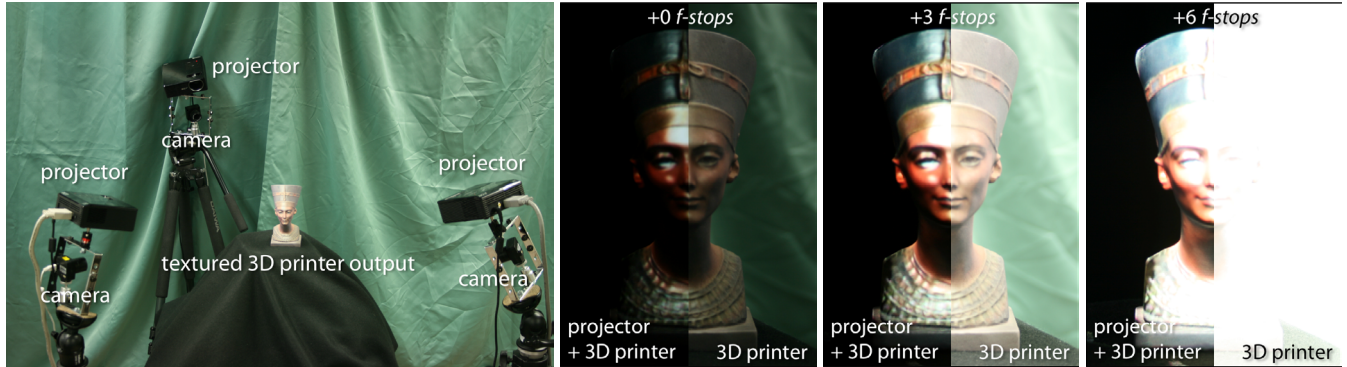 projector
camera
projector
projector
textured 3D printer output
camera
camera
+0 f-stops
projector
+ 3D printer
3D printer
+3 f-stops
projector
+ 3D printer
3D printer
+6 f-stops
projector
+ 3D printer
3D printer